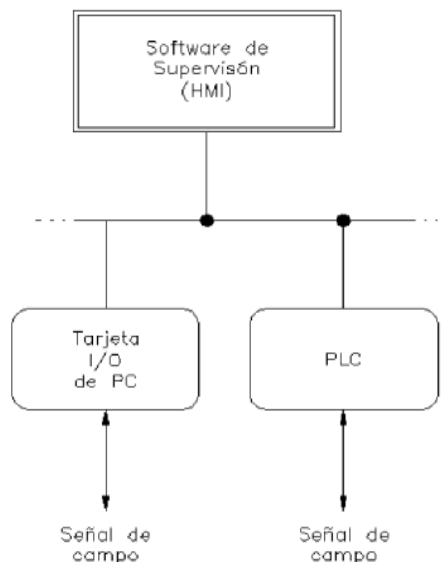 Software de
Supervisón
(HMI)
Tarjeta
I/O
de PC
PLC
Señal de
campo
Señal de
campo